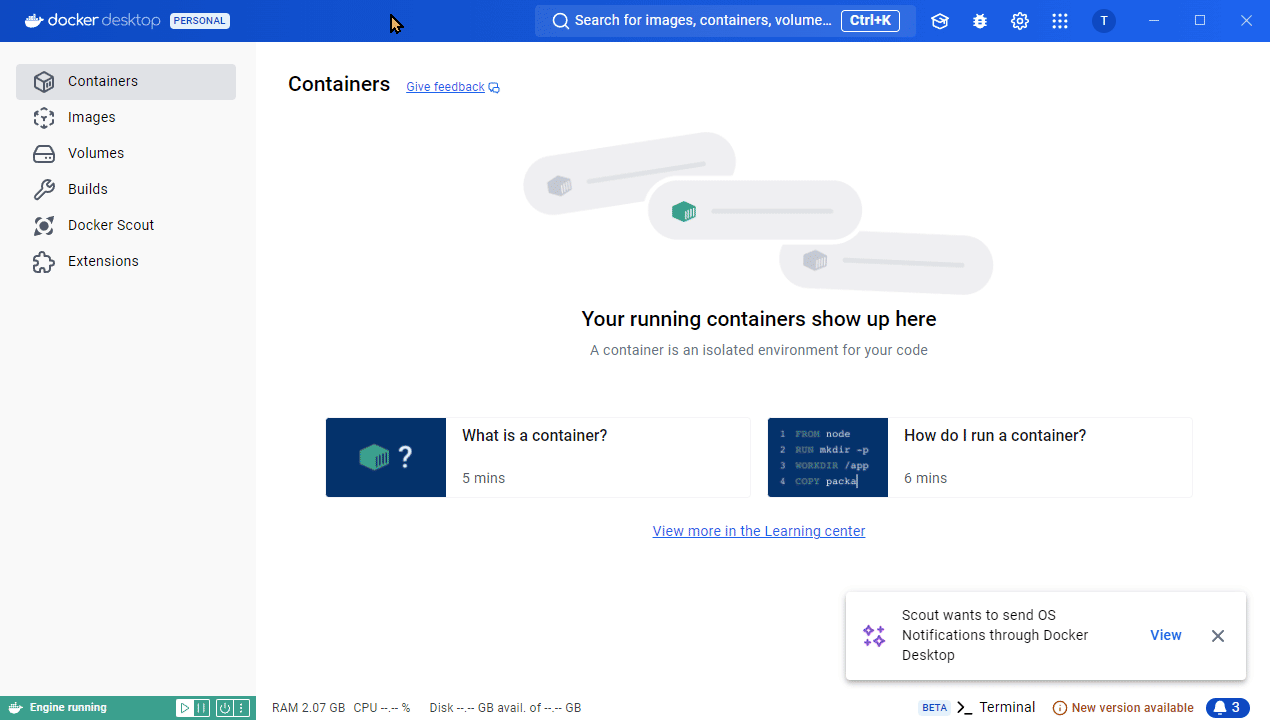 docker desktop PERSONAL
Search for images, containers, volume... Ctrl+K
T
Containers
Images
Volumes
Builds
Docker Scout
Extensions
Containers Give feedback
Your running containers show up here
A container is an isolated environment for your code
?
What is a container?
5 mins
1 FROM node
2 RUN mkdir -p
3 WORKDIR /app
4 COPY packa
How do I run a container?
6 mins
View more in the Learning center
Scout wants to send OS
Notifications through Docker
Desktop
View
Engine running
RAM 2.07 GB CPU --.-- % Disk --.-- GB avail. of --.-- GB
BETA >_ Terminal
New version available
3